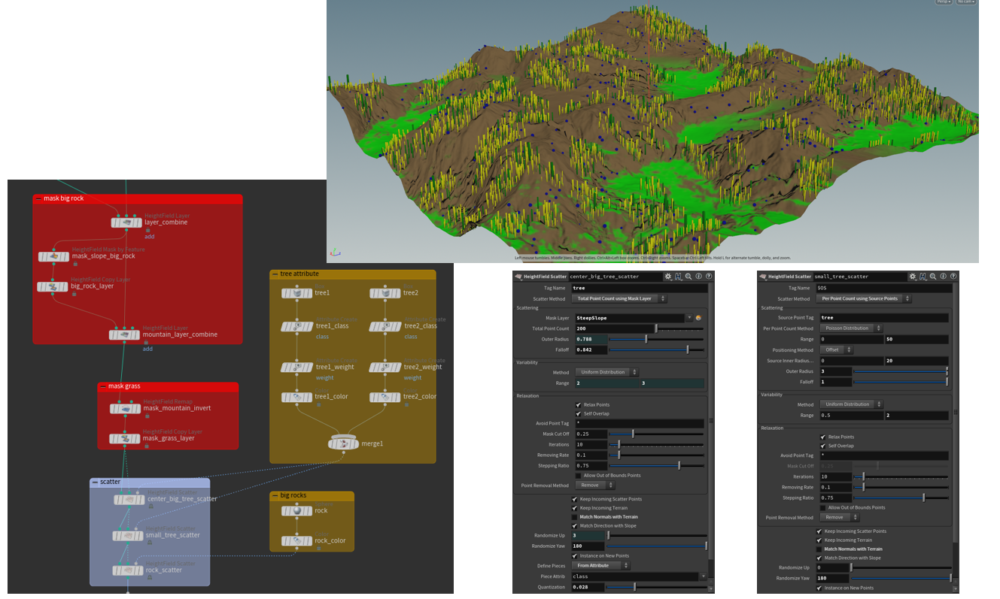 Persp
No cam
Left mouse tumbles. Middle pans. Right dollies. Ctrl+Alt+Left box-zooms. Ctrl+Right zooms. Spacebar-Ctrl-Left tilts. Hold L for alternate tumble, dolly, and zoom.
mask big rock
HeightField Layer
layer_combine
add
HeightField Mask by Feature
mask_slope_big_rock
HeightField Copy Layer
big_rock_layer
HeightField Layer
mountain_layer_combine
add
mask grass
HeightField Remap
mask_mountain_invert
HeightField Copy Layer
mask_grass_layer
scatter
HeightField Scatter
center_big_tree_scatter
HeightField Scatter
small_tree_scatter
HeightField Scatter
rock_scatter
tree attribute
tree1
tree2
tree1_class
class
tree2_class
class
tree1_weight
weight
tree2_weight
weight
tree1_color
tree2_color
merge1
big rocks
rock
rock_color
HeightField Scatter center_big_tree_scatter
Tag Name tree
Scatter Method Total Point Count using Mask Layer
Scattering
Mask Layer SteepSlope
Total Point Count 200
Outer Radius 0.788
Falloff 0.842
Variability
Method Uniform Distribution
Range 2 3
Relaxation
Relax Points
Self Overlap
Avoid Point Tag *
Mask Cut Off 0.25
Iterations 10
Removing Rate 0.1
Stepping Ratio 0.75
Allow Out of Bounds Points
Point Removal Method Remove
Keep Incoming Scatter Points
Keep Incoming Terrain
Match Normals with Terrain
Match Direction with Slope
Randomize Up 3
Randomize Yaw 180
Instance on New Points
Define Pieces From Attribute
Piece Attrib class
Quantization 0.028
HeightField Scatter small_tree_scatter
Tag Name $OS
Scatter Method Per Point Count using Source Points
Scattering
Source Point Tag tree
Per Point Count Method Poisson Distribution
Range 0 50
Positioning Method Offset
Source Inner Radius... 0 20
Outer Radius 3
Falloff 1
Variability
Method Uniform Distribution
Range 0.5 2
Relaxation
Relax Points
Self Overlap
Avoid Point Tag *
Mask Cut Off 0.25
Iterations 10
Removing Rate 0.1
Stepping Ratio 0.75
Allow Out of Bounds Points
Point Removal Method Remove
Keep Incoming Scatter Points
Keep Incoming Terrain
Match Normals with Terrain
Match Direction with Slope
Randomize Up 0
Randomize Yaw 180
Instance on New Points